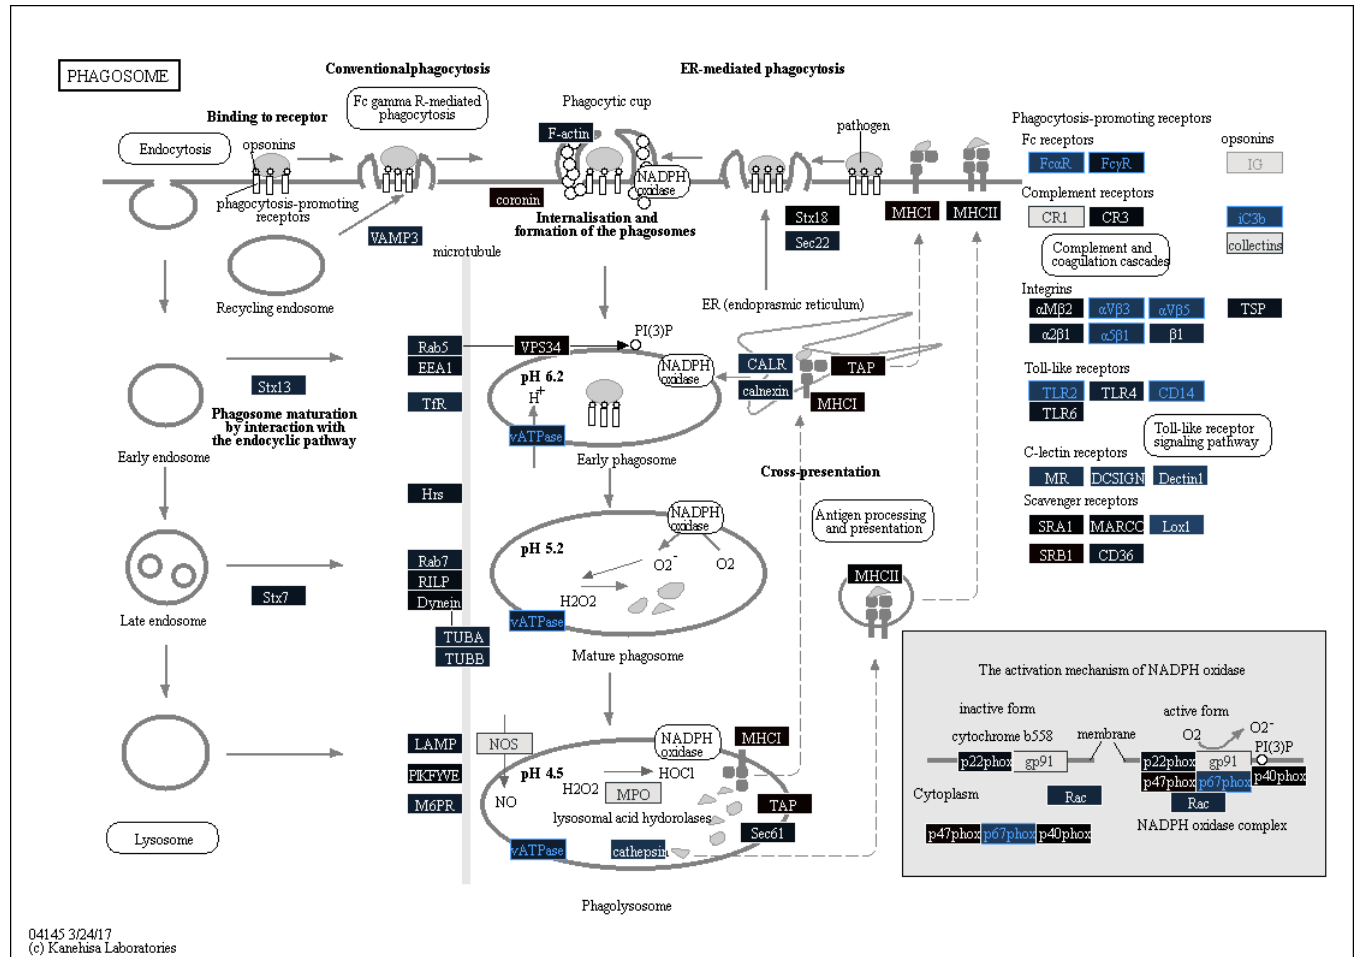 PHAGOSOME
Conventionalphagocytosis
ER-mediated phagocytosis
Fc gamma R-mediated
phagocytosis
Phagocytic cup
Binding to receptor
Endocytosis
opsonins
F-actin
pathogen
NADPH
oxidase
phagocytosis-promoting
receptors
coronin
Internalisation and
formation of the phagosomes
VAMP3
microtubule
Stx18
Sec22
MHCI
MHCII
Recycling endosome
ER (endoprasmic reticulum)
Phagocytosis-promoting receptors
Fc receptors
opsonins
FcαR
FcγR
IG
Complement receptors
CR1
CR3
iC3b
Complement and
coagulation cascades
collectins
Integrins
αMβ2
αVβ3
αVβ5
TSP
α2β1
α5β1
β1
Toll-like receptors
TLR2
TLR4
CD14
TLR6
Toll-like receptor
signaling pathway
C-lectin receptors
MR
DCSIGN
Dectin1
Scavenger receptors
SRA1
MARCO
Lox1
SRB1
CD36
Rab5
VPS34
PI(3)P
EEA1
pH 6.2
H+
NADPH
oxidase
CALR
calnexin
TAP
MHCI
Stx13
TfR
Phagosome maturation
by interaction with
the endocyclic pathway
vATPase
Early endosome
Early phagosome
Cross-presentation
Hrs
NADPH
oxidase
Antigen processing
and presentation
pH 5.2
O2-
O2
Rab7
RILP
Dynein
H2O2
MHCII
Stx7
vATPase
Late endosome
TUBA
TUBB
Mature phagosome
LAMP
NOS
NADPH
oxidase
MHCI
PIKFYVE
pH 4.5
HOCl
H2O2
MPO
M6PR
NO
TAP
lysosomal acid hydorolases
Sec61
Lysosome
vATPase
cathepsin
Phagolysosome
The activation mechanism of NADPH oxidase
inactive form
active form
cytochrome b558
membrane
O2
O2-
PI(3)P
p22phox
gp91
p22phox
gp91
p47phox
p67phox
p40phox
Cytoplasm
Rac
Rac
p47phox
p67phox
p40phox
NADPH oxidase complex
04145 3/24/17
(c) Kanehisa Laboratories